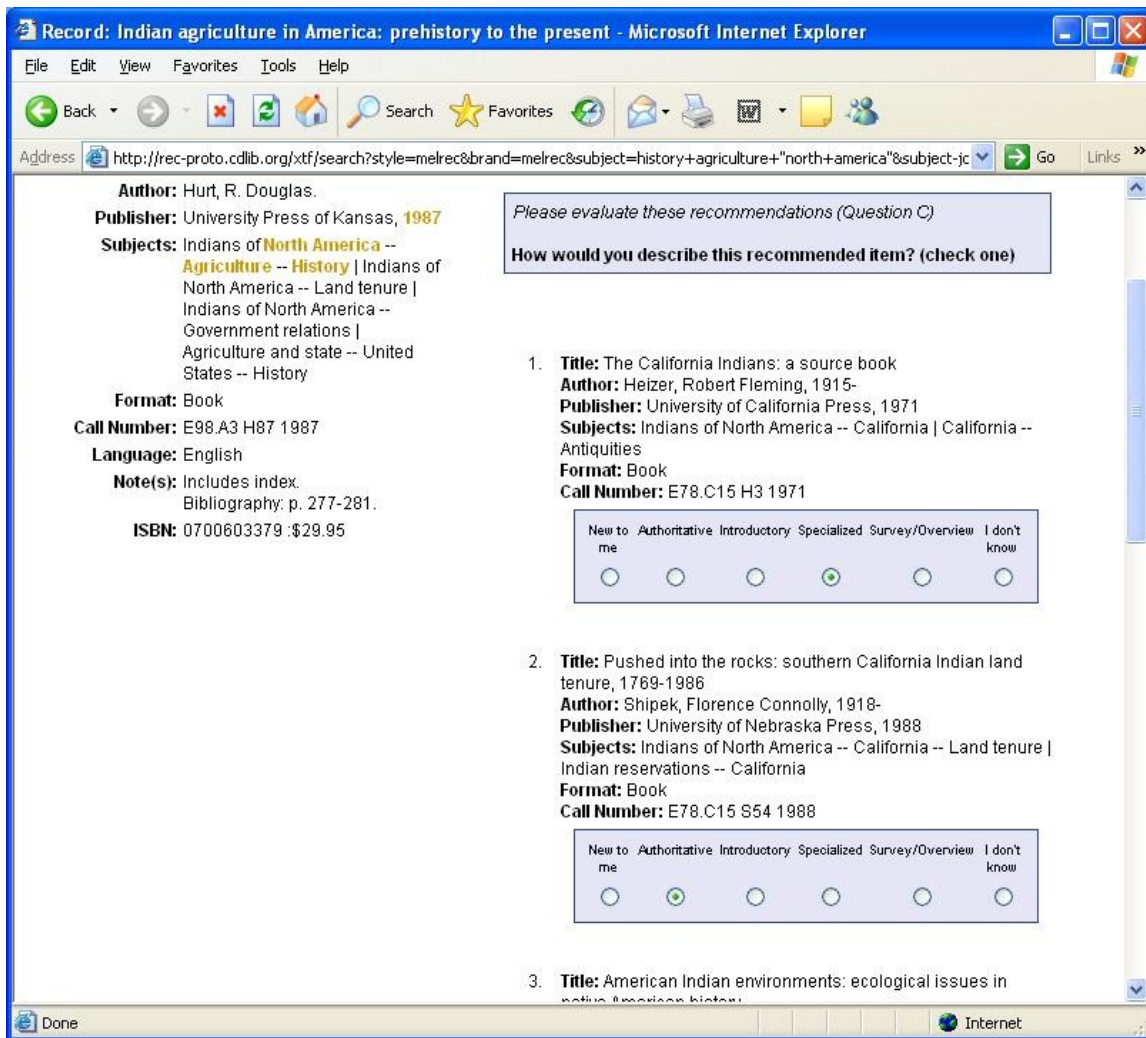 Record: Indian agriculture in America: prehistory to the present - Microsoft Internet Explorer
File Edit View Favorites Tools Help
Back Search Favorites
Address http://rec-proto.cdlib.org/xtf/search?style=melrec&brand=melrec&subject=history+agriculture+"north+america"&subject-jc Go Links »
Author: Hurt, R. Douglas.
Publisher: University Press of Kansas, 1987
Subjects: Indians of North America --
Agriculture -- History | Indians of
North America -- Land tenure |
Indians of North America --
Government relations |
Agriculture and state -- United
States -- History
Format: Book
Call Number: E98.A3 H87 1987
Language: English
Note(s): Includes index.
Bibliography: p. 277-281.
ISBN: 0700603379 :$29.95
Please evaluate these recommendations (Question C)
How would you describe this recommended item? (check one)
1. Title: The California Indians: a source book
Author: Heizer, Robert Fleming, 1915-
Publisher: University of California Press, 1971
Subjects: Indians of North America -- California | California --
Antiquities
Format: Book
Call Number: E78.C15 H3 1971
New to Authoritative Introductory Specialized Survey/Overview I don't
me know
2. Title: Pushed into the rocks: southern California Indian land
tenure, 1769-1986
Author: Shipek, Florence Connolly, 1918-
Publisher: University of Nebraska Press, 1988
Subjects: Indians of North America -- California -- Land tenure |
Indian reservations -- California
Format: Book
Call Number: E78.C15 S54 1988
New to Authoritative Introductory Specialized Survey/Overview I don't
me know
3. Title: American Indian environments: ecological issues in
native American history
Done Internet